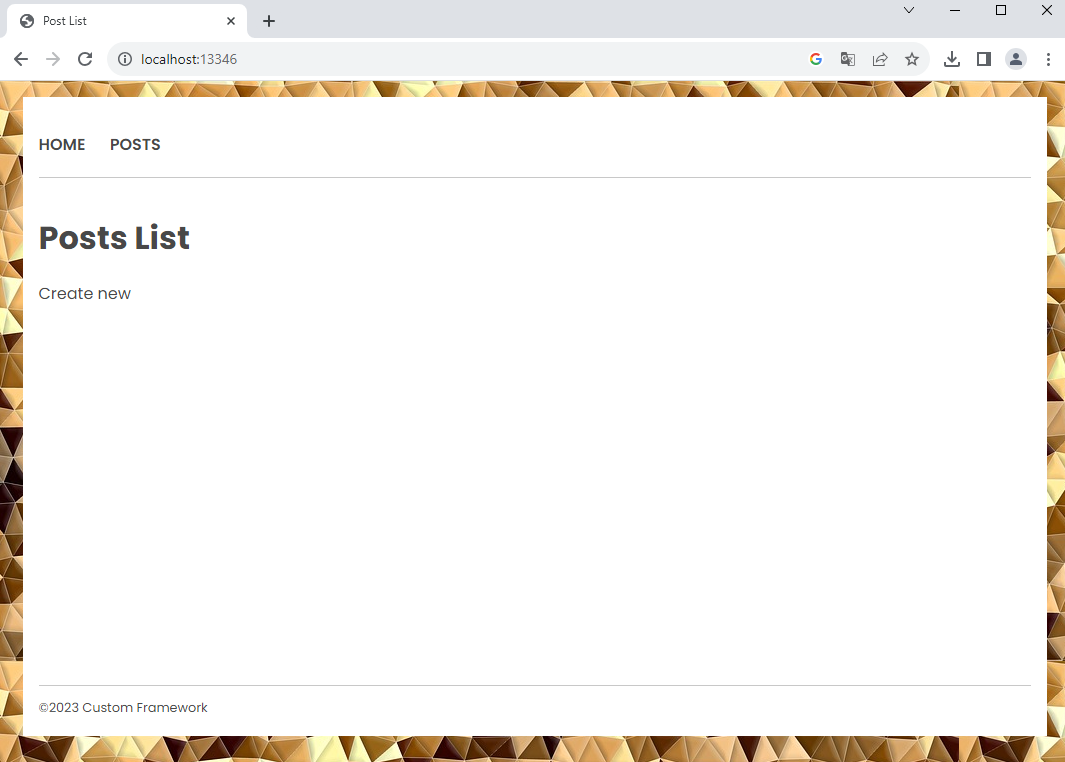 Post List
localhost:13346
HOME POSTS
Posts List
Create new
©2023 Custom Framework